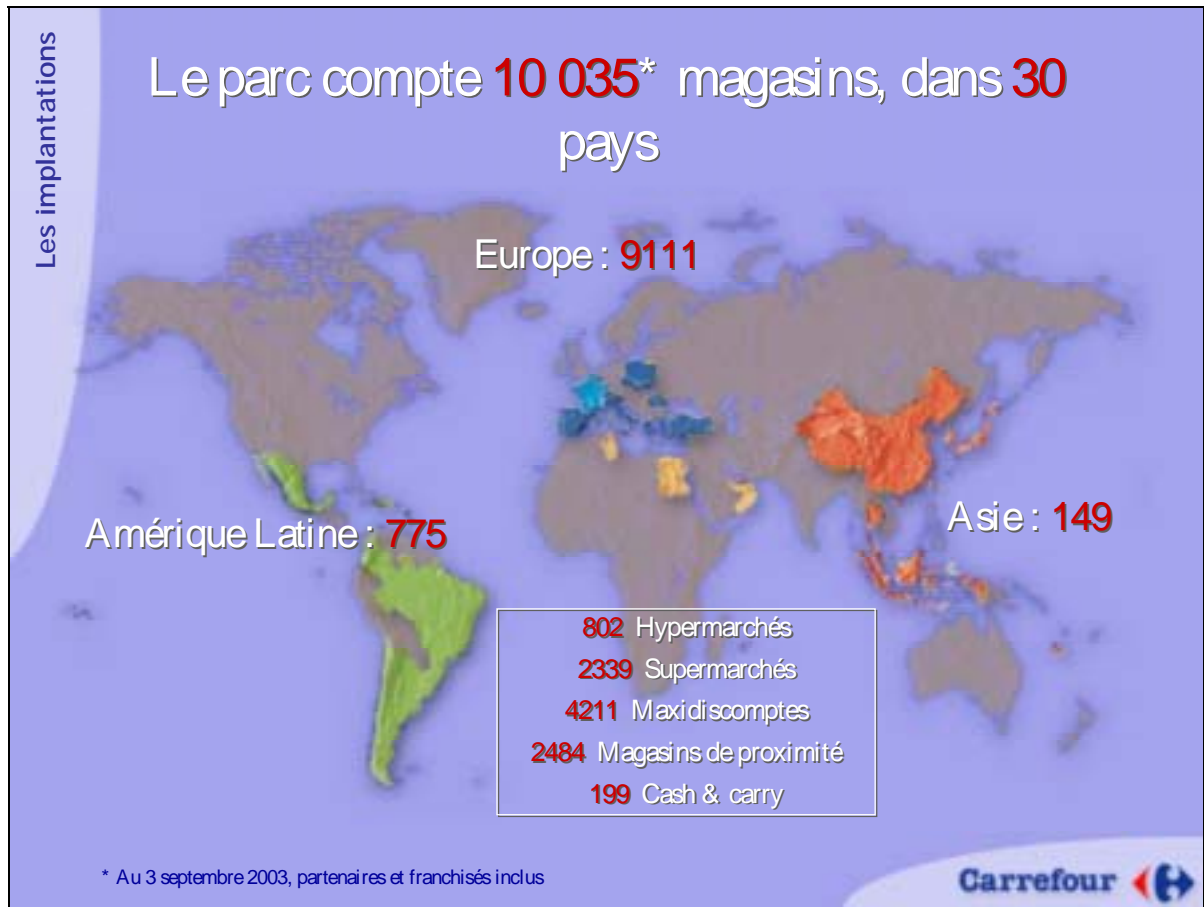 Les implantations
Le parc compte 10 035* magasins, dans 30
pays
Europe : 9111
Amérique Latine : 775
Asie : 149
802 Hypermarchés
2339 Supermarchés
4211 Maxidiscomptes
2484 Magasins de proximité
199 Cash & carry
* Au 3 septembre 2003, partenaires et franchisés inclus
Carrefour